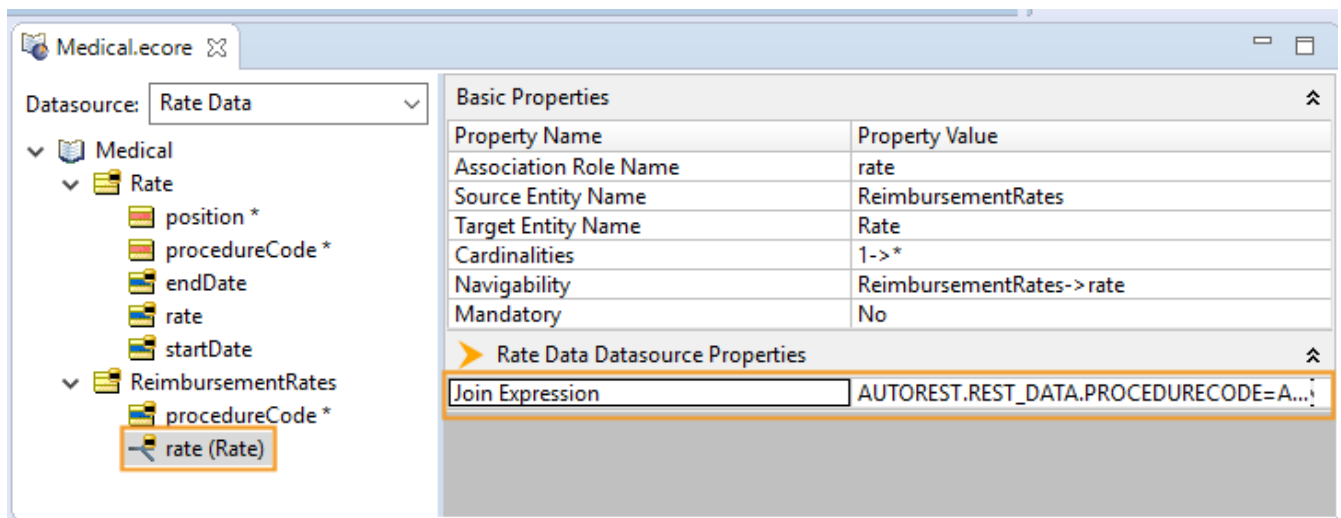 Medical.ecore
Datasource: Rate Data
Medical
Rate
position *
procedureCode *
endDate
rate
startDate
ReimbursementRates
procedureCode *
rate (Rate)
Basic Properties
Property Name Property Value
Association Role Name rate
Source Entity Name ReimbursementRates
Target Entity Name Rate
Cardinalities 1->*
Navigability ReimbursementRates->rate
Mandatory No
Rate Data Datasource Properties
Join Expression AUTOREST.REST_DATA.PROCEDURECODE=A...